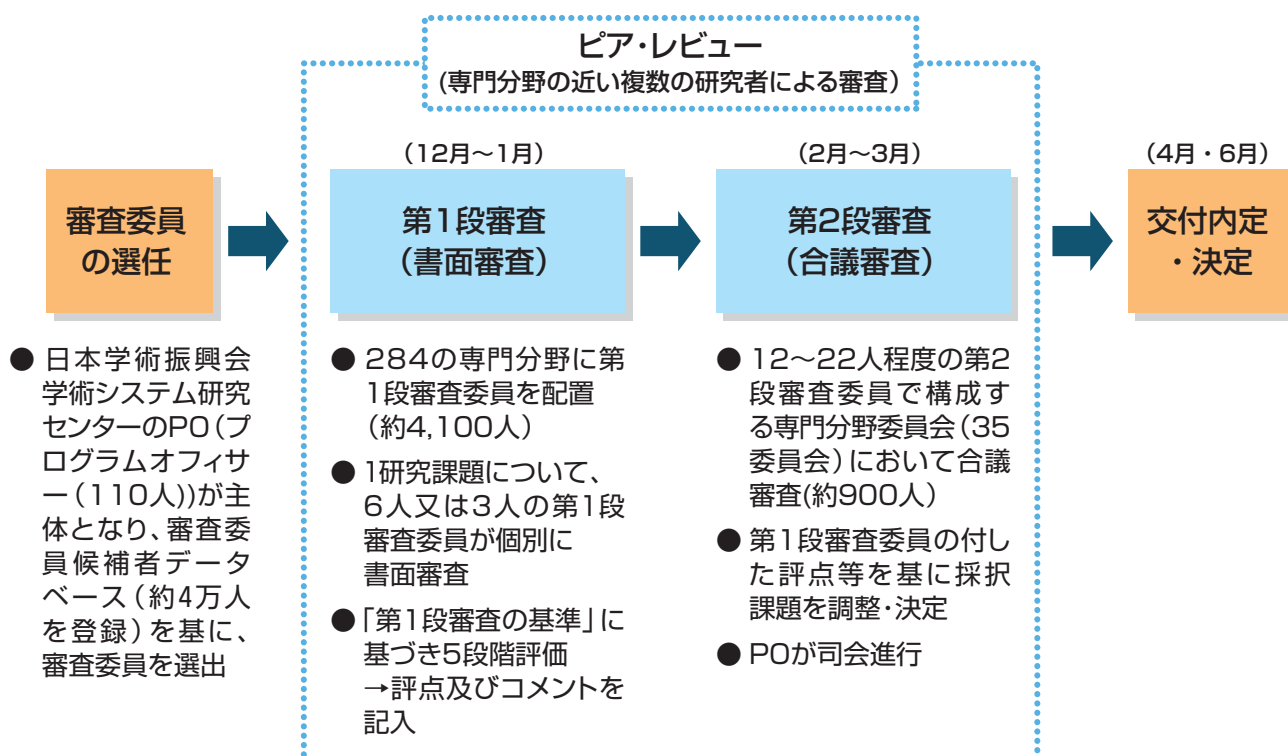 ピア・レビュー
(専門分野の近い複数の研究者による審査)
審査委員
の選任
● 日本学術振興会
学術システム研究
センターのPO(プ
ログラムオフィサ
ー(110人))が主
体となり、審査委
員候補者データ
ベース(約4万人
を登録)を基に、
審査委員を選出
(12月〜1月)
第1段審査
(書面審査)
● 284の専門分野に第
1段審査委員を配置
(約4,100人)
● 1研究課題について、
6人又は3人の第1段
審査委員が個別に
書面審査
● 「第1段審査の基準」に
基づき5段階評価
→評点及びコメントを
記入
(2月〜3月)
第2段審査
(合議審査)
● 12〜22人程度の第2
段審査委員で構成す
る専門分野委員会(35
委員会)において合議
審査(約900人)
● 第1段審査委員の付し
た評点等を基に採択
課題を調整・決定
● POが司会進行
(4月・6月)
交付内定
・決定